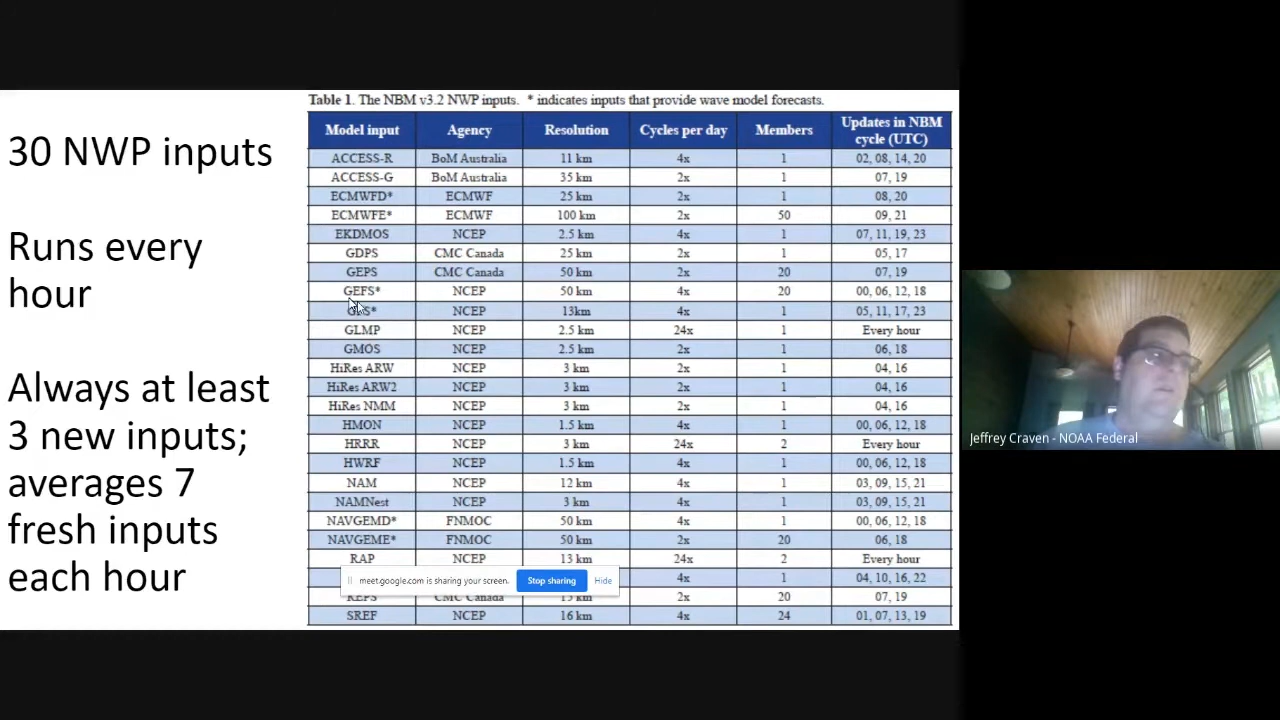 30 NWP inputs
Runs every
hour
Always at least
3 new inputs;
averages 7
fresh inputs
each hour
Table 1. The NBM v3.2 NWP inputs. * indicates inputs that provide wave model forecasts.
Model input Agency Resolution Cycles per day Members Updates in NBM
cycle (UTC)
ACCESS-R BoM Australia 11 km 4x 1 02, 08, 14, 20
ACCESS-G BoM Australia 35 km 2x 1 07, 19
ECMWFD* ECMWF 25 km 2x 1 08, 20
ECMWFE* ECMWF 100 km 2x 50 09, 21
EKDMOS NCEP 2.5 km 4x 1 07, 11, 19, 23
GDPS CMC Canada 25 km 2x 1 05, 17
GEPS CMC Canada 50 km 2x 20 07, 19
GEFS* NCEP 50 km 4x 20 00, 06, 12, 18
GFS* NCEP 13km 4x 1 05, 11, 17, 23
GLMP NCEP 2.5 km 24x 1 Every hour
GMOS NCEP 2.5 km 2x 1 06, 18
HiRes ARW NCEP 3 km 2x 1 04, 16
HiRes ARW2 NCEP 3 km 2x 1 04, 16
HiRes NMM NCEP 3 km 2x 1 04, 16
HMON NCEP 1.5 km 4x 1 00, 06, 12, 18
HRRR NCEP 3 km 24x 2 Every hour
HWRF NCEP 1.5 km 4x 1 00, 06, 12, 18
NAM NCEP 12 km 4x 1 03, 09, 15, 21
NAMNest NCEP 3 km 4x 1 03, 09, 15, 21
NAVGEMD* FNMOC 50 km 4x 1 00, 06, 12, 18
NAVGEME* FNMOC 50 km 2x 20 06, 18
RAP NCEP 13 km 24x 2 Every hour
4x 1 04, 10, 16, 22
REPS CMC Canada 15 km 2x 20 07, 19
SREF NCEP 16 km 4x 24 01, 07, 13, 19
meet.google.com is sharing your screen. Stop sharing Hide
Jeffrey Craven - NOAA Federal